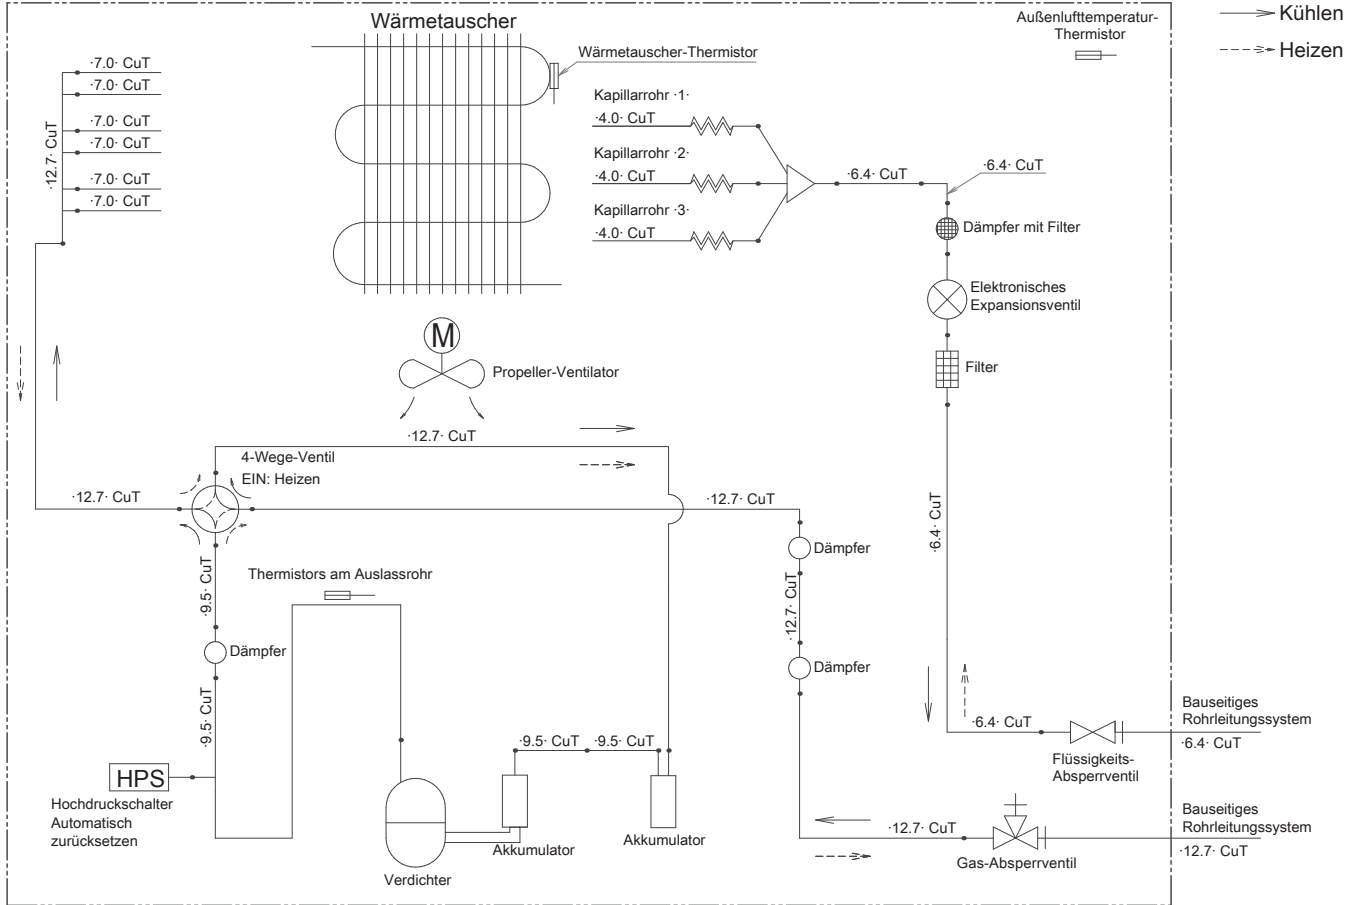 Wärmetauscher
Außenlufttemperatur-
Thermistor
Kühlen
Heizen
Wärmetauscher-Thermistor
·7.0· CuT
·7.0· CuT
·7.0· CuT
·7.0· CuT
·7.0· CuT
·7.0· CuT
·12.7· CuT
Kapillarrohr ·1·
·4.0· CuT
Kapillarrohr ·2·
·4.0· CuT
Kapillarrohr ·3·
·4.0· CuT
·6.4· CuT
·6.4· CuT
Dämpfer mit Filter
Elektronisches
Expansionsventil
Filter
M
Propeller-Ventilator
·12.7· CuT
4-Wege-Ventil
EIN: Heizen
·12.7· CuT
·12.7· CuT
·6.4· CuT
Dämpfer
·12.7· CuT
Dämpfer
Thermistors am Auslassrohr
·9.5· CuT
Dämpfer
·9.5· CuT
HPS
Hochdruckschalter
Automatisch
zurücksetzen
Verdichter
·9.5· CuT
·9.5· CuT
Akkumulator
Akkumulator
·6.4· CuT
Flüssigkeits-
Absperrventil
Bauseitiges
Rohrleitungssystem
·6.4· CuT
·12.7· CuT
Gas-Absperrventil
Bauseitiges
Rohrleitungssystem
·12.7· CuT